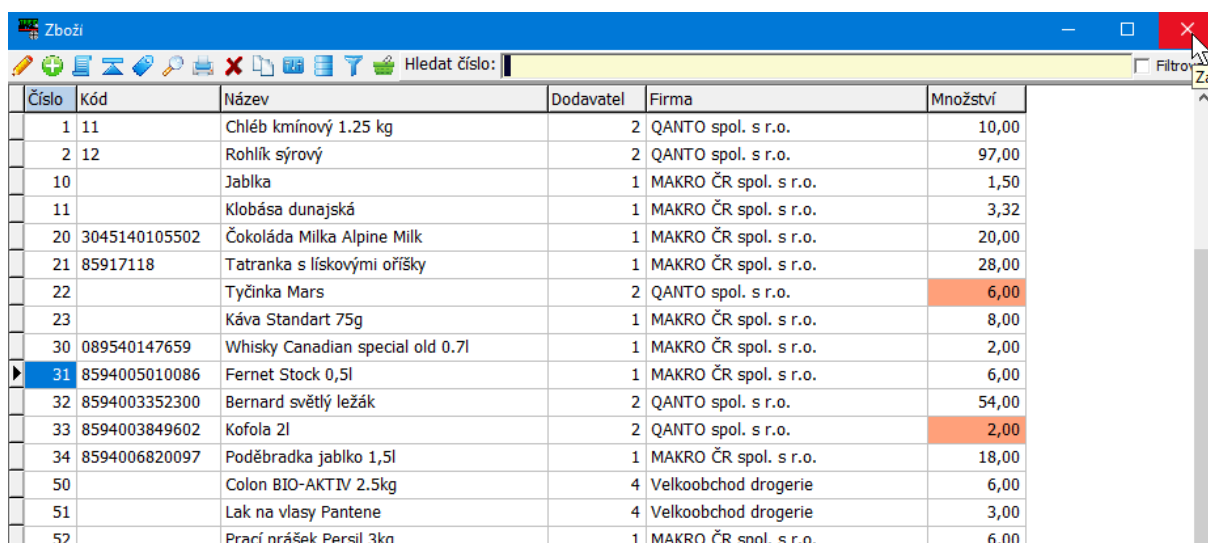 Zboží
Hledat číslo: Filtrov
Za
Číslo Kód Název Dodavatel Firma Množství
1 11 Chléb kmínový 1.25 kg 2 QANTO spol. s r.o. 10,00
2 12 Rohlík sýrový 2 QANTO spol. s r.o. 97,00
10 Jablka 1 MAKRO ČR spol. s r.o. 1,50
11 Klobása dunajská 1 MAKRO ČR spol. s r.o. 3,32
20 3045140105502 Čokoláda Milka Alpine Milk 1 MAKRO ČR spol. s r.o. 20,00
21 85917118 Tatranka s lískovými oříšky 1 MAKRO ČR spol. s r.o. 28,00
22 Tyčinka Mars 2 QANTO spol. s r.o. 6,00
23 Káva Standart 75g 1 MAKRO ČR spol. s r.o. 8,00
30 089540147659 Whisky Canadian special old 0.7l 1 MAKRO ČR spol. s r.o. 2,00
31 8594005010086 Fernet Stock 0,5l 1 MAKRO ČR spol. s r.o. 6,00
32 8594003352300 Bernard světlý ležák 2 QANTO spol. s r.o. 54,00
33 8594003849602 Kofola 2l 2 QANTO spol. s r.o. 2,00
34 8594006820097 Poděbradka jablko 1,5l 1 MAKRO ČR spol. s r.o. 18,00
50 Colon BIO-AKTIV 2.5kg 4 Velkoobchod drogerie 6,00
51 Lak na vlasy Pantene 4 Velkoobchod drogerie 3,00
52 Prací prášek Persil 3kg 1 MAKRO ČR spol. s r.o. 6,00